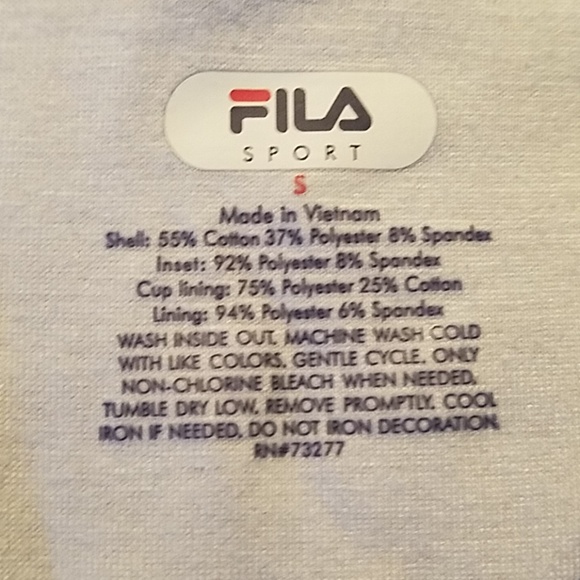 FILA
SPORT
S
Made in Vietnam
Shell: 55% Cotton 37% Polyester 8% Spandex
Inset: 92% Polyester 8% Spandex
Cup lining: 75% Polyester 25% Cotton
Lining: 94% Polyester 6% Spandex
WASH INSIDE OUT. MACHINE WASH COLD
WITH LIKE COLORS. GENTLE CYCLE. ONLY
NON-CHLORINE BLEACH WHEN NEEDED.
TUMBLE DRY LOW. REMOVE PROMPTLY. COOL
IRON IF NEEDED. DO NOT IRON DECORATION.
RN#73277